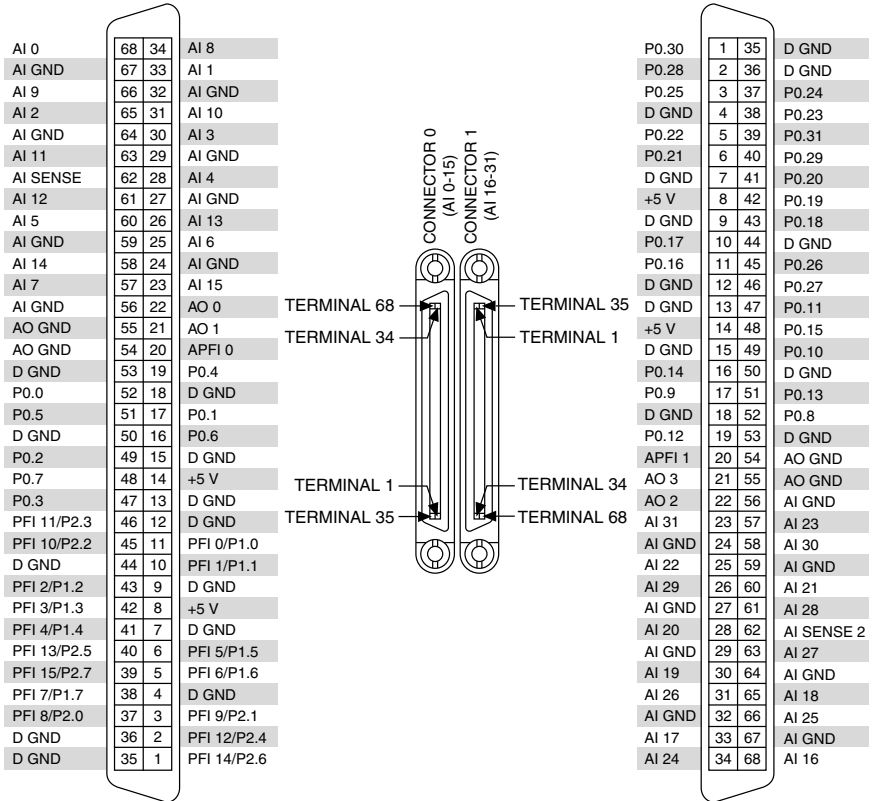 AI 0 68 34 AI 8
AI GND 67 33 AI 1
AI 9 66 32 AI GND
AI 2 65 31 AI 10
AI GND 64 30 AI 3
AI 11 63 29 AI GND
AI SENSE 62 28 AI 4
AI 12 61 27 AI GND
AI 5 60 26 AI 13
AI GND 59 25 AI 6
AI 14 58 24 AI GND
AI 7 57 23 AI 15
AI GND 56 22 AO 0
AO GND 55 21 AO 1
AO GND 54 20 APFI 0
D GND 53 19 P0.4
P0.0 52 18 D GND
P0.5 51 17 P0.1
D GND 50 16 P0.6
P0.2 49 15 D GND
P0.7 48 14 +5 V
P0.3 47 13 D GND
PFI 11/P2.3 46 12 D GND
PFI 10/P2.2 45 11 PFI 0/P1.0
D GND 44 10 PFI 1/P1.1
PFI 2/P1.2 43 9 D GND
PFI 3/P1.3 42 8 +5 V
PFI 4/P1.4 41 7 D GND
PFI 13/P2.5 40 6 PFI 5/P1.5
PFI 15/P2.7 39 5 PFI 6/P1.6
PFI 7/P1.7 38 4 D GND
PFI 8/P2.0 37 3 PFI 9/P2.1
D GND 36 2 PFI 12/P2.4
D GND 35 1 PFI 14/P2.6
CONNECTOR 0
(AI 0-15)
CONNECTOR 1
(AI 16-31)
TERMINAL 68
TERMINAL 34
TERMINAL 35
TERMINAL 1
TERMINAL 1
TERMINAL 35
TERMINAL 34
TERMINAL 68
P0.30 1 35 D GND
P0.28 2 36 D GND
P0.25 3 37 P0.24
D GND 4 38 P0.23
P0.22 5 39 P0.31
P0.21 6 40 P0.29
D GND 7 41 P0.20
+5 V 8 42 P0.19
D GND 9 43 P0.18
P0.17 10 44 D GND
P0.16 11 45 P0.26
D GND 12 46 P0.27
D GND 13 47 P0.11
+5 V 14 48 P0.15
D GND 15 49 P0.10
P0.14 16 50 D GND
P0.9 17 51 P0.13
D GND 18 52 P0.8
P0.12 19 53 D GND
APFI 1 20 54 AO GND
AO 3 21 55 AO GND
AO 2 22 56 AI GND
AI 31 23 57 AI 23
AI GND 24 58 AI 30
AI 22 25 59 AI GND
AI 29 26 60 AI 21
AI GND 27 61 AI 28
AI 20 28 62 AI SENSE 2
AI GND 29 63 AI 27
AI 19 30 64 AI GND
AI 26 31 65 AI 18
AI GND 32 66 AI 25
AI 17 33 67 AI GND
AI 24 34 68 AI 16